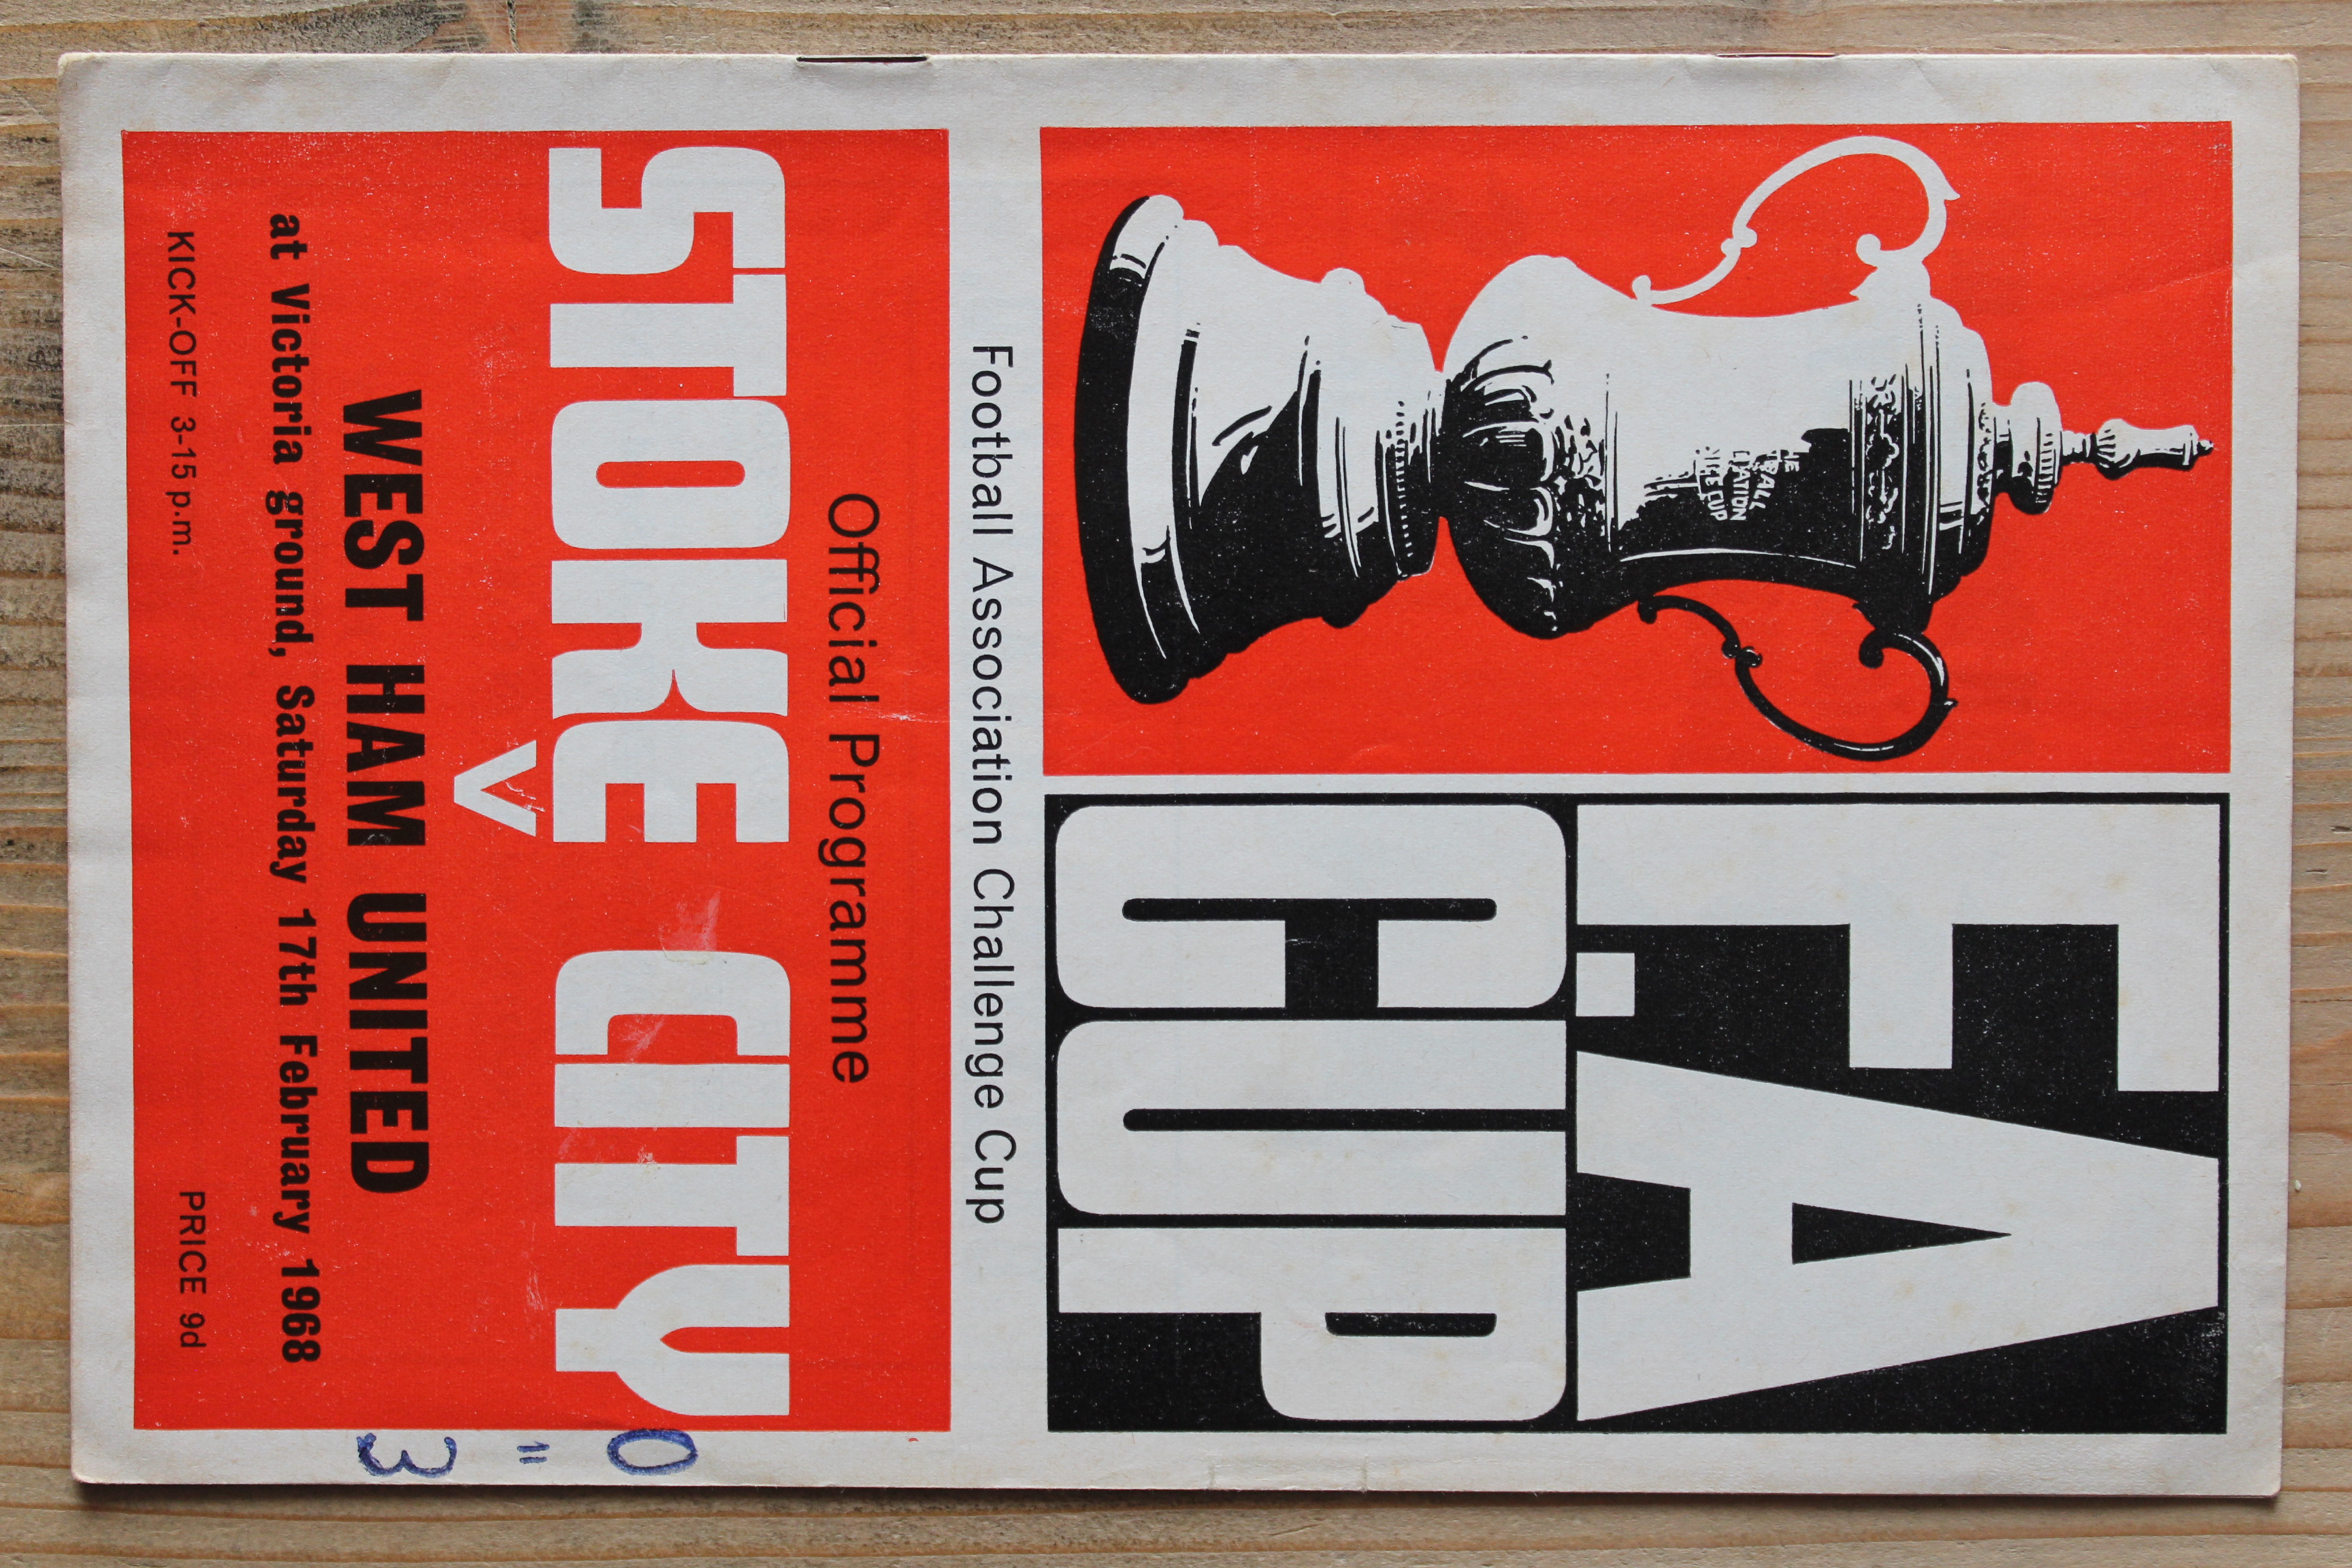 F.A
CUP
THE
Football Association Challenge Cup
Official Programme
STOKE CITY
0
V
"
WEST HAM UNITED
3
at Victoria ground, Saturday 17th February 1968
KICK-OFF 3-15 p.m. PRICE 9d